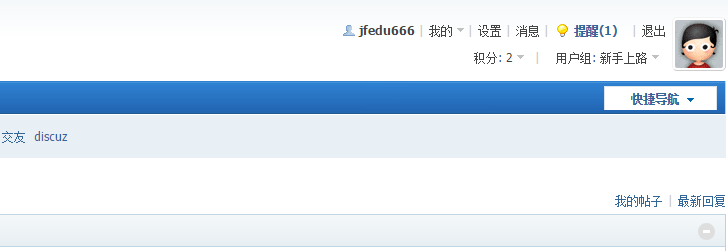 jfedu666 | 我的 | 设置 | 消息 | 提醒(1) | 退出
积分: 2 | 用户组: 新手上路
快捷导航
交友 discuz
我的帖子 | 最新回复